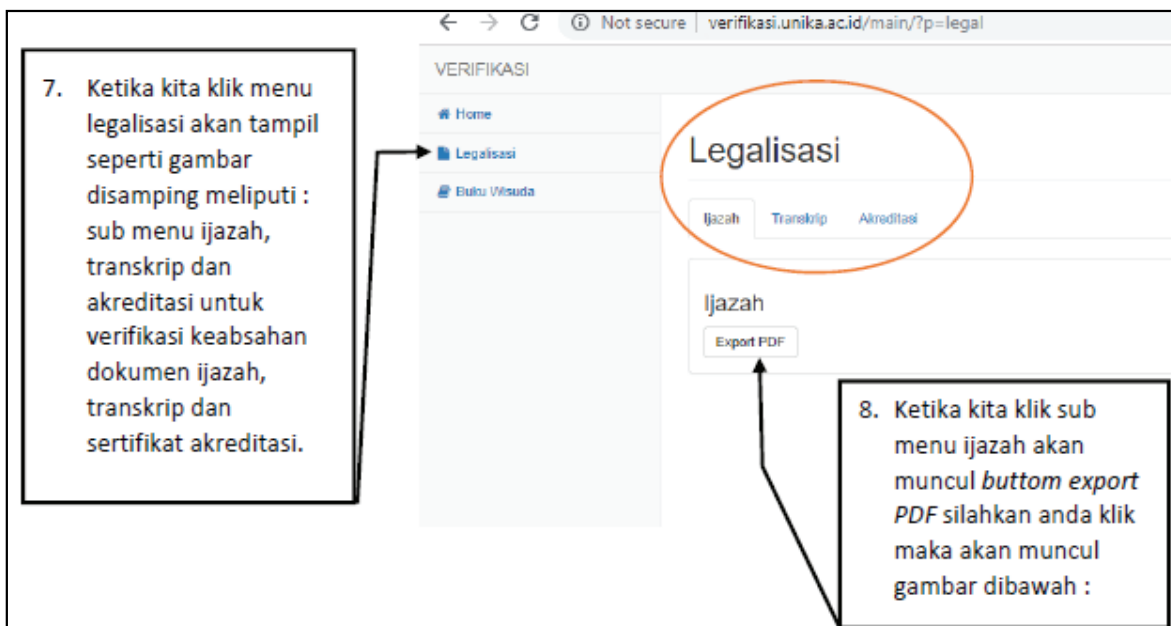 Not secure | verifikasi.unika.ac.id/main/?p=legal
7. Ketika kita klik menu
legalisasi akan tampil
seperti gambar
disamping meliputi :
sub menu ijazah,
transkrip dan
akreditasi untuk
verifikasi keabsahan
dokumen ijazah,
transkrip dan
sertifikat akreditasi.
VERIFIKASI
Home
Legalisasi
Buku Wisuda
Legalisasi
Ijazah Transkrip Akreditasi
Ijazah
Export PDF
8. Ketika kita klik sub
menu ijazah akan
muncul buttom export
PDF silahkan anda klik
maka akan muncul
gambar dibawah :